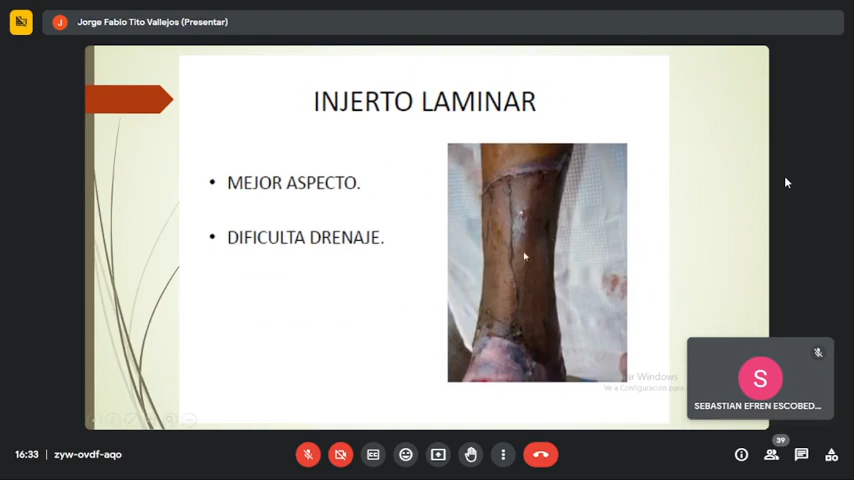 J
Jorge Fabio Tito Vallejos (Presentar)
INJERTO LAMINAR
• MEJOR ASPECTO.
• DIFICULTA DRENAJE.
Windows
Ve a Configuración para
S
SEBASTIAN EFREN ESCOBED...
16:33 | zyw-ovdf-aqo
39